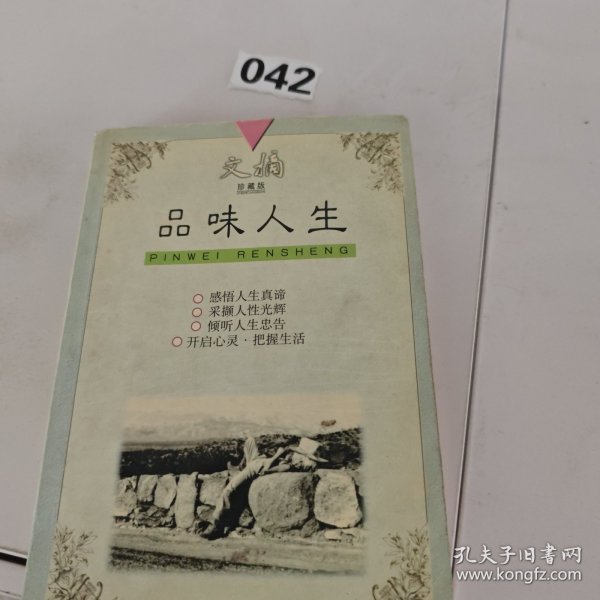 042
文摘
珍藏版
品味人生
PINWEI RENSHENG
○ 感悟人生真谛
○ 采撷人性光辉
○ 倾听人生忠告
○ 开启心灵·把握生活
孔夫子旧书网
www.kongfz.com